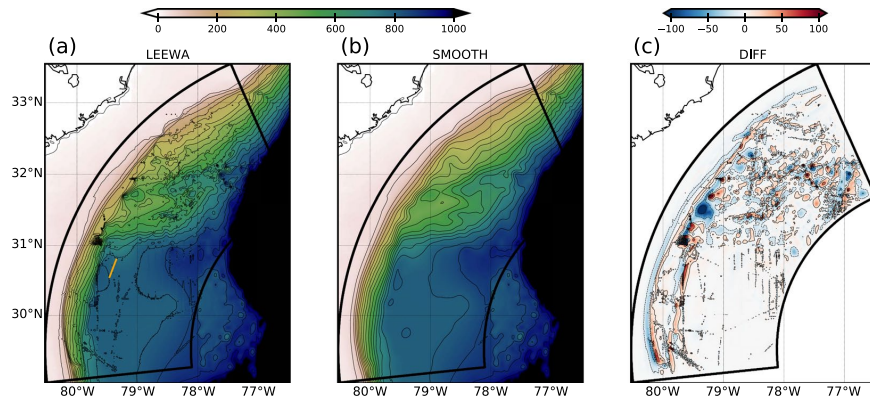 0 200 400 600 800 1000
−100 −50 0 50 100
(a) LEEWA
(b) SMOOTH
(c) DIFF
33°N
32°N
31°N
30°N
80°W 79°W 78°W 77°W
80°W 79°W 78°W 77°W
80°W 79°W 78°W 77°W